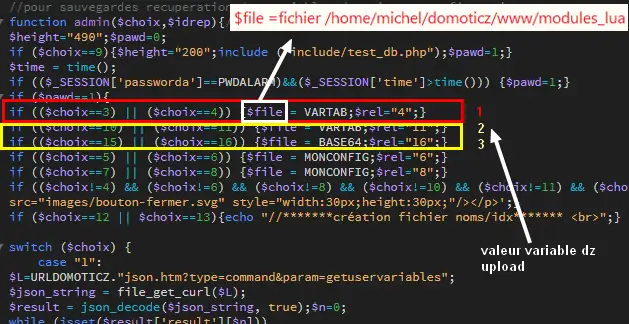 //pour sauvegardes recuperation
function admin($choix,$idrep){/
$file =fichier /home/michel/domoticz/www/modules_lua
$height="490";$pawd=0;
if ($choix==9){$height="200";include ("include/test_db.php");$pawd=1;}
$time = time();
if (($_SESSION['passworda']==PWDALARM)&&($_SESSION['time']>time())) {$pawd=1;}
if ($pawd==1){
if (($choix==3) || ($choix==4)) {$file = VARTAB;$rel="4";} 1
if (($choix==10) || ($choix==11)) {$file = VARTAB;$rel="11";} 2
if (($choix==15) || ($choix==16)) {$file = BASE64;$rel="16";} 3
if (($choix==5) || ($choix==6)) {$file = MONCONFIG;$rel="6";}
if (($choix==7) || ($choix==8)) {$file = MONCONFIG;$rel="8";}
if (($choix!=4) && ($choix!=6) && ($choix!=8) && ($choix!=10) && ($choix!=11) && ($cho
src="images/bouton-fermer.svg" style="width:30px;height:30px;"/></p>';}
if ($choix==12 || $choix==13){echo "//*******création fichier noms/idx******* <br>";}
valeur variable dz
upload
switch ($choix) {
case "1":
$L=URLDOMOTICZ."json.htm?type=command&param=getuservariables";
$json_string = file_get_curl($L);
$result = json_decode($json_string, true);$n=0;
while (isset($result['result'][$n]))